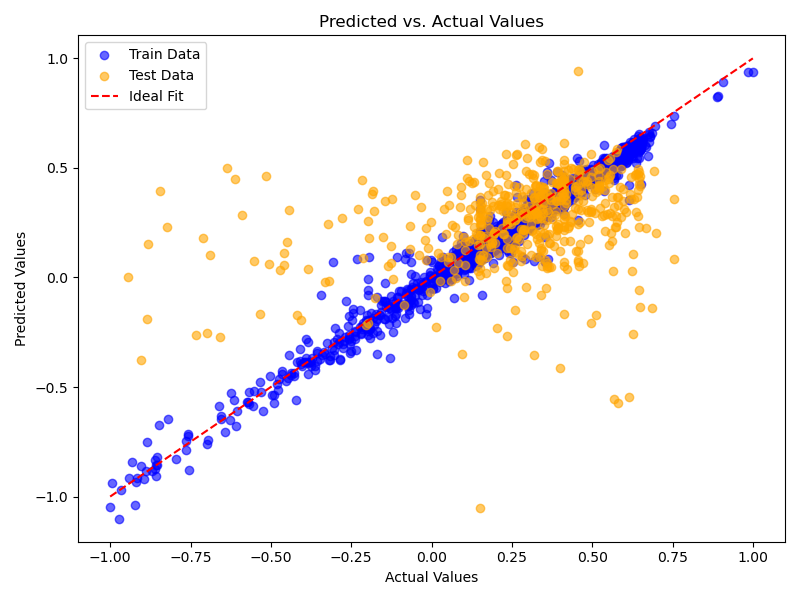 Predicted vs. Actual Values
Train Data
Test Data
Ideal Fit
1.0
0.5
0.0
−0.5
−1.0
Predicted Values
−1.00 −0.75 −0.50 −0.25 0.00 0.25 0.50 0.75 1.00
Actual Values